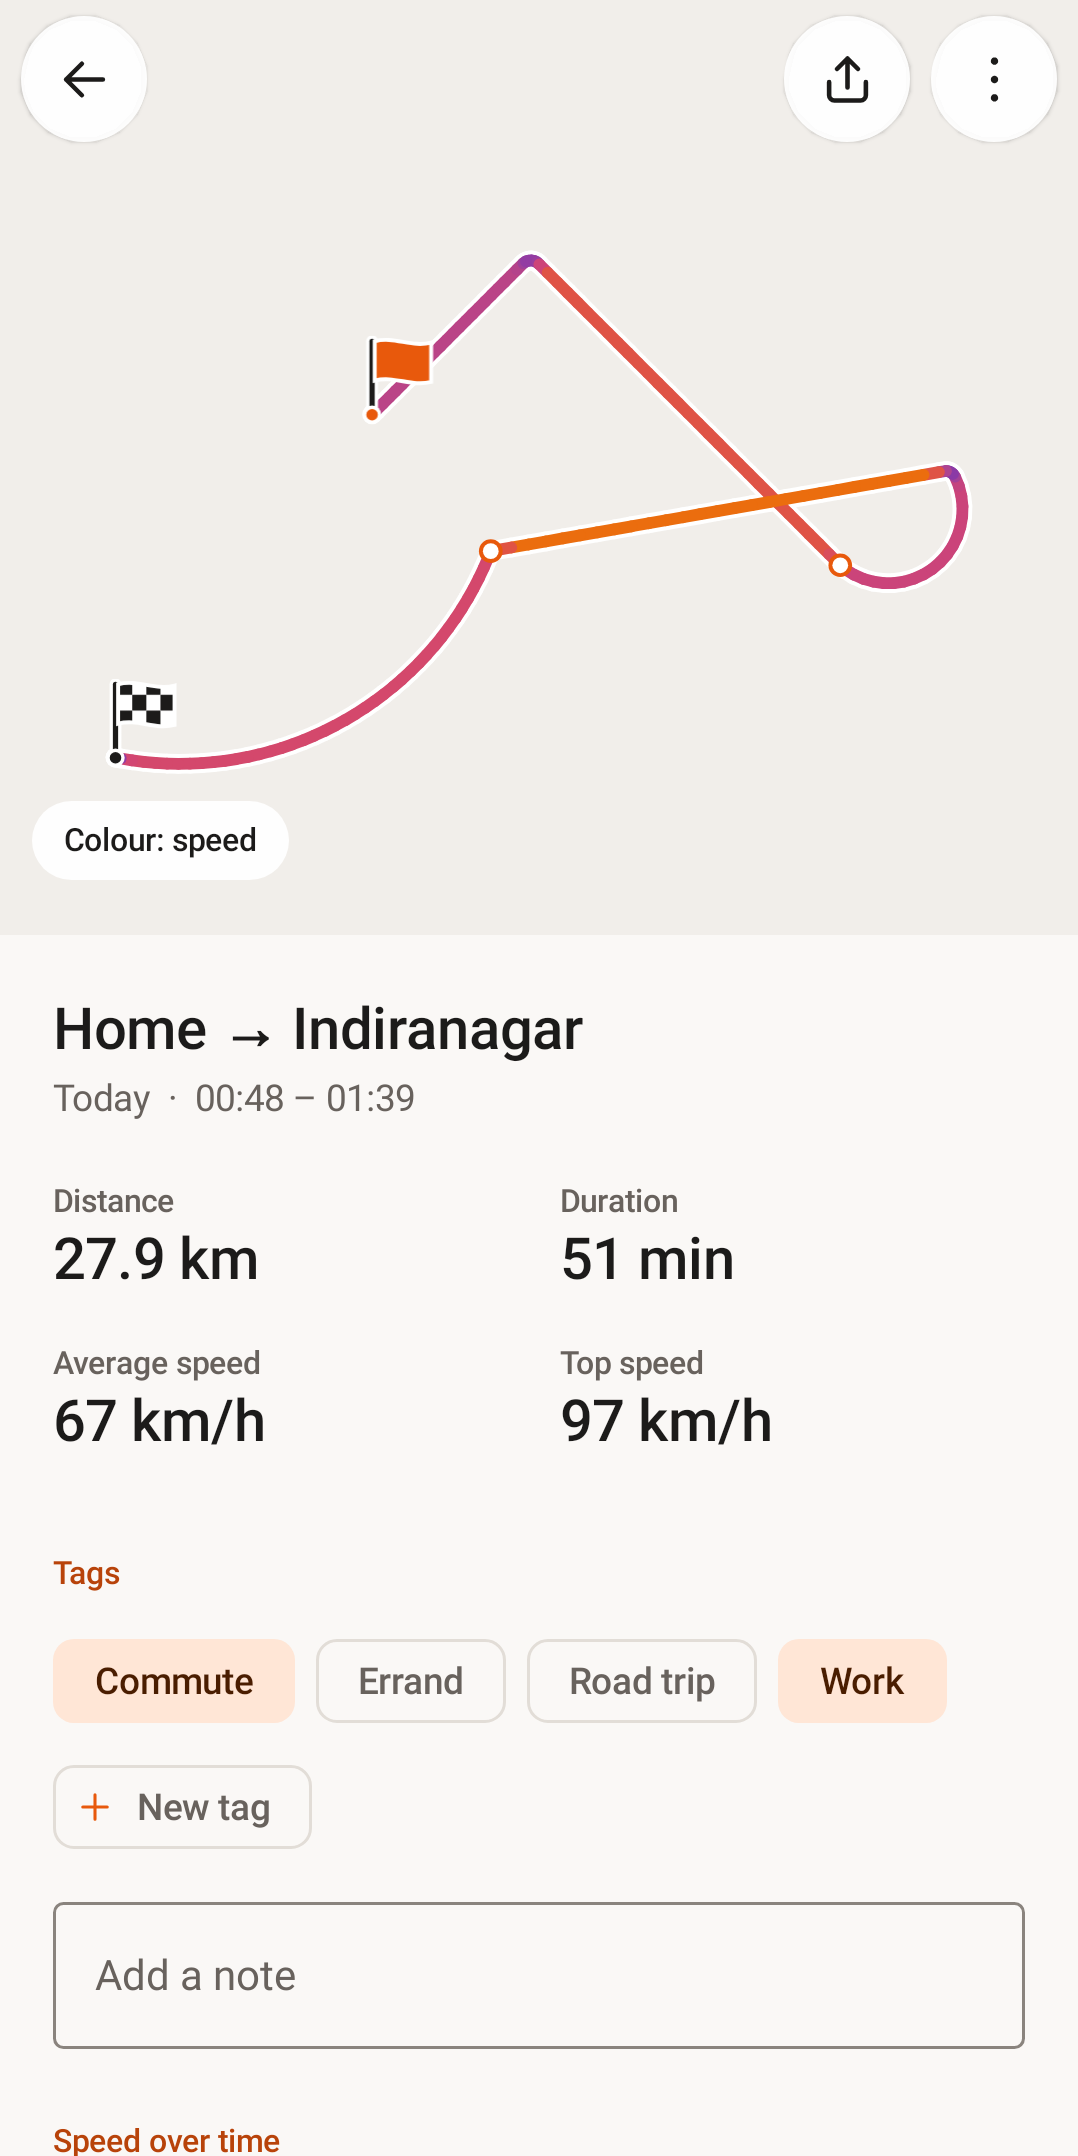 Colour: speed
Home → Indiranagar
Today · 00:48 – 01:39
Distance
Duration
27.9 km
51 min
Average speed
Top speed
67 km/h
97 km/h
Tags
Commute
Errand
Road trip
Work
+ New tag
Add a note
Speed over time